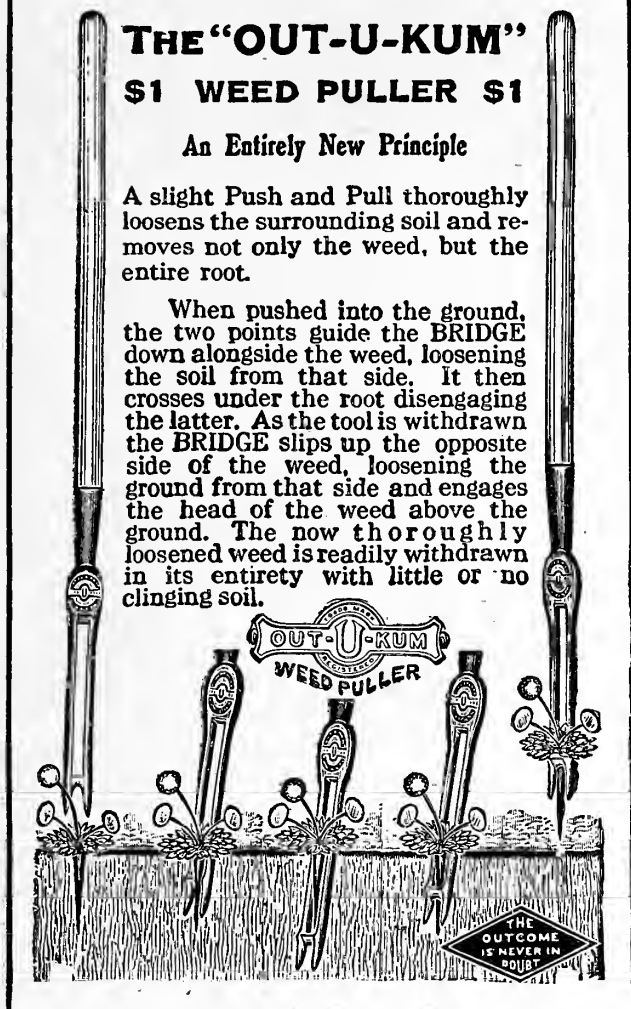 THE "OUT-U-KUM"
$1 WEED PULLER $1
An Entirely New Principle
A slight Push and Pull thoroughly
loosens the surrounding soil and re-
moves not only the weed, but the
entire root.
When pushed into the ground,
the two points guide the BRIDGE
down alongside the weed, loosening
the soil from that side. It then
crosses under the root disengaging
the latter. As the tool is withdrawn
the BRIDGE slips up the opposite
side of the weed, loosening the
ground from that side and engages
the head of the weed above the
ground. The now thoroughly
loosened weed is readily withdrawn
in its entirety with little or no
clinging soil.
TRADE MARK
OUT-U-KUM
REGISTERED
WEED PULLER
THE
OUTCOME
IS NEVER IN
DOUBT